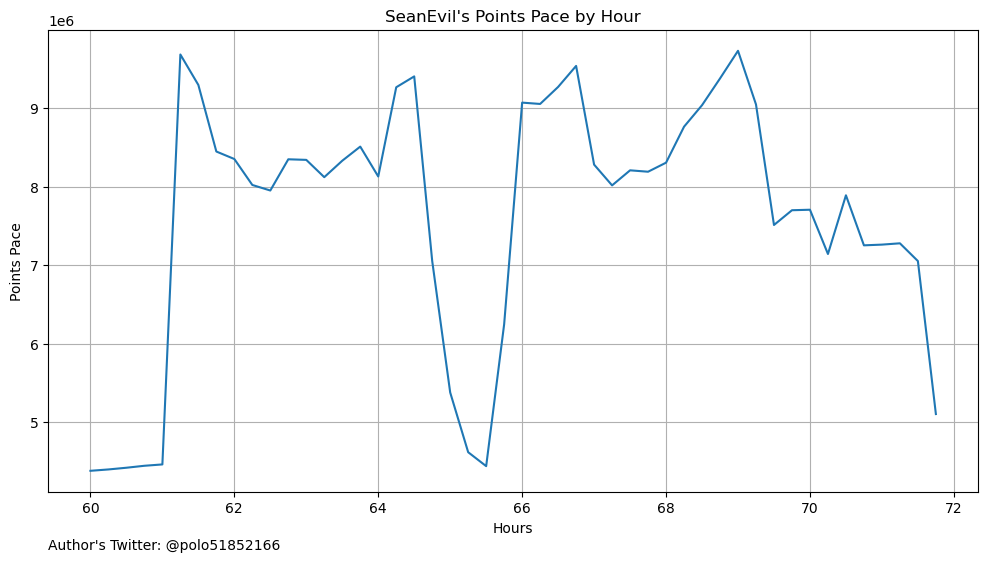 SeanEvil's Points Pace by Hour
1e6
9
8
7
6
5
Points Pace
60 62 64 66 68 70 72
Hours
Author's Twitter: @polo51852166